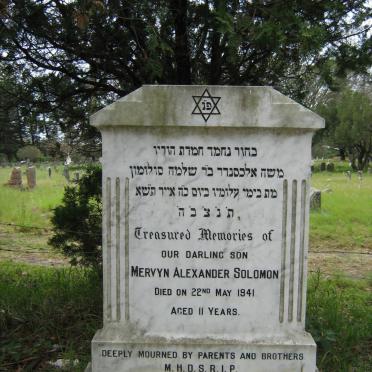 פנ
בחור נחמד חמדת הוריו
משה אלכסנדר בר שלמה סולומון
מת בימי עלומיו ביום כה אייר תשא
ת נ צ ב ה
Treasured Memories of
OUR DARLING SON
MERVYN ALEXANDER SOLOMON
DIED ON 22ND MAY 1941
AGED 11 YEARS.
DEEPLY MOURNED BY PARENTS AND BROTHERS
M.H.D.S.R.I.P.